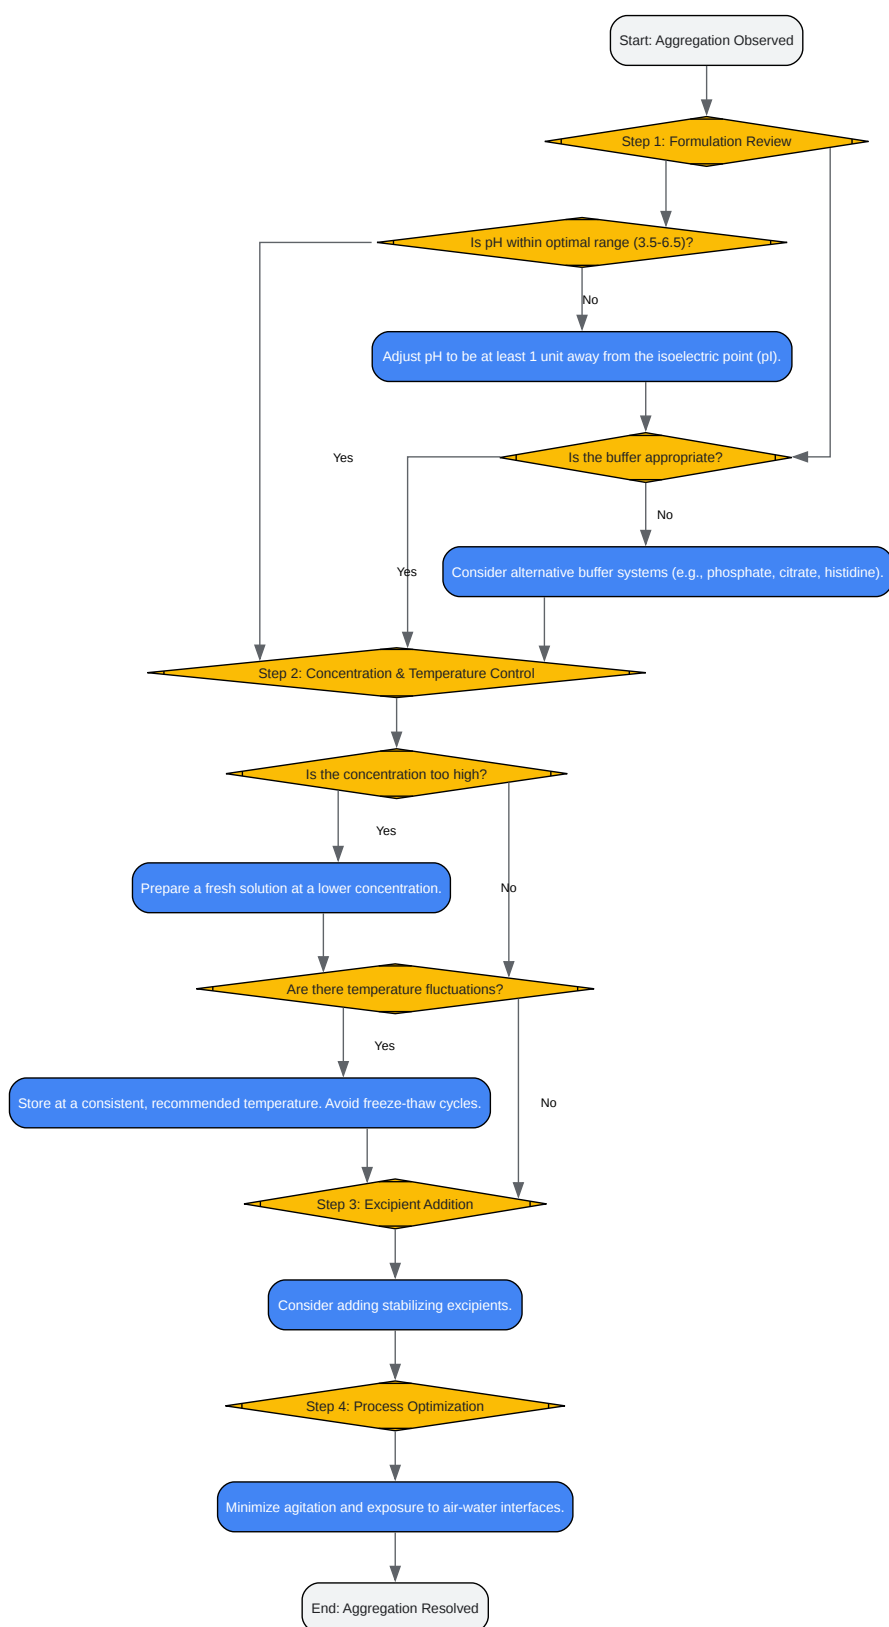 Start: Aggregation Observed
Step 1: Formulation Review
Is pH within optimal range (3.5-6.5)?
No
Adjust pH to be at least 1 unit away from the isoelectric point (pI).
Yes
Is the buffer appropriate?
No
Yes
Consider alternative buffer systems (e.g., phosphate, citrate, histidine).
Step 2: Concentration & Temperature Control
Is the concentration too high?
Yes
Prepare a fresh solution at a lower concentration.
No
Are there temperature fluctuations?
Yes
Store at a consistent, recommended temperature. Avoid freeze-thaw cycles.
No
Step 3: Excipient Addition
Consider adding stabilizing excipients.
Step 4: Process Optimization
Minimize agitation and exposure to air-water interfaces.
End: Aggregation Resolved